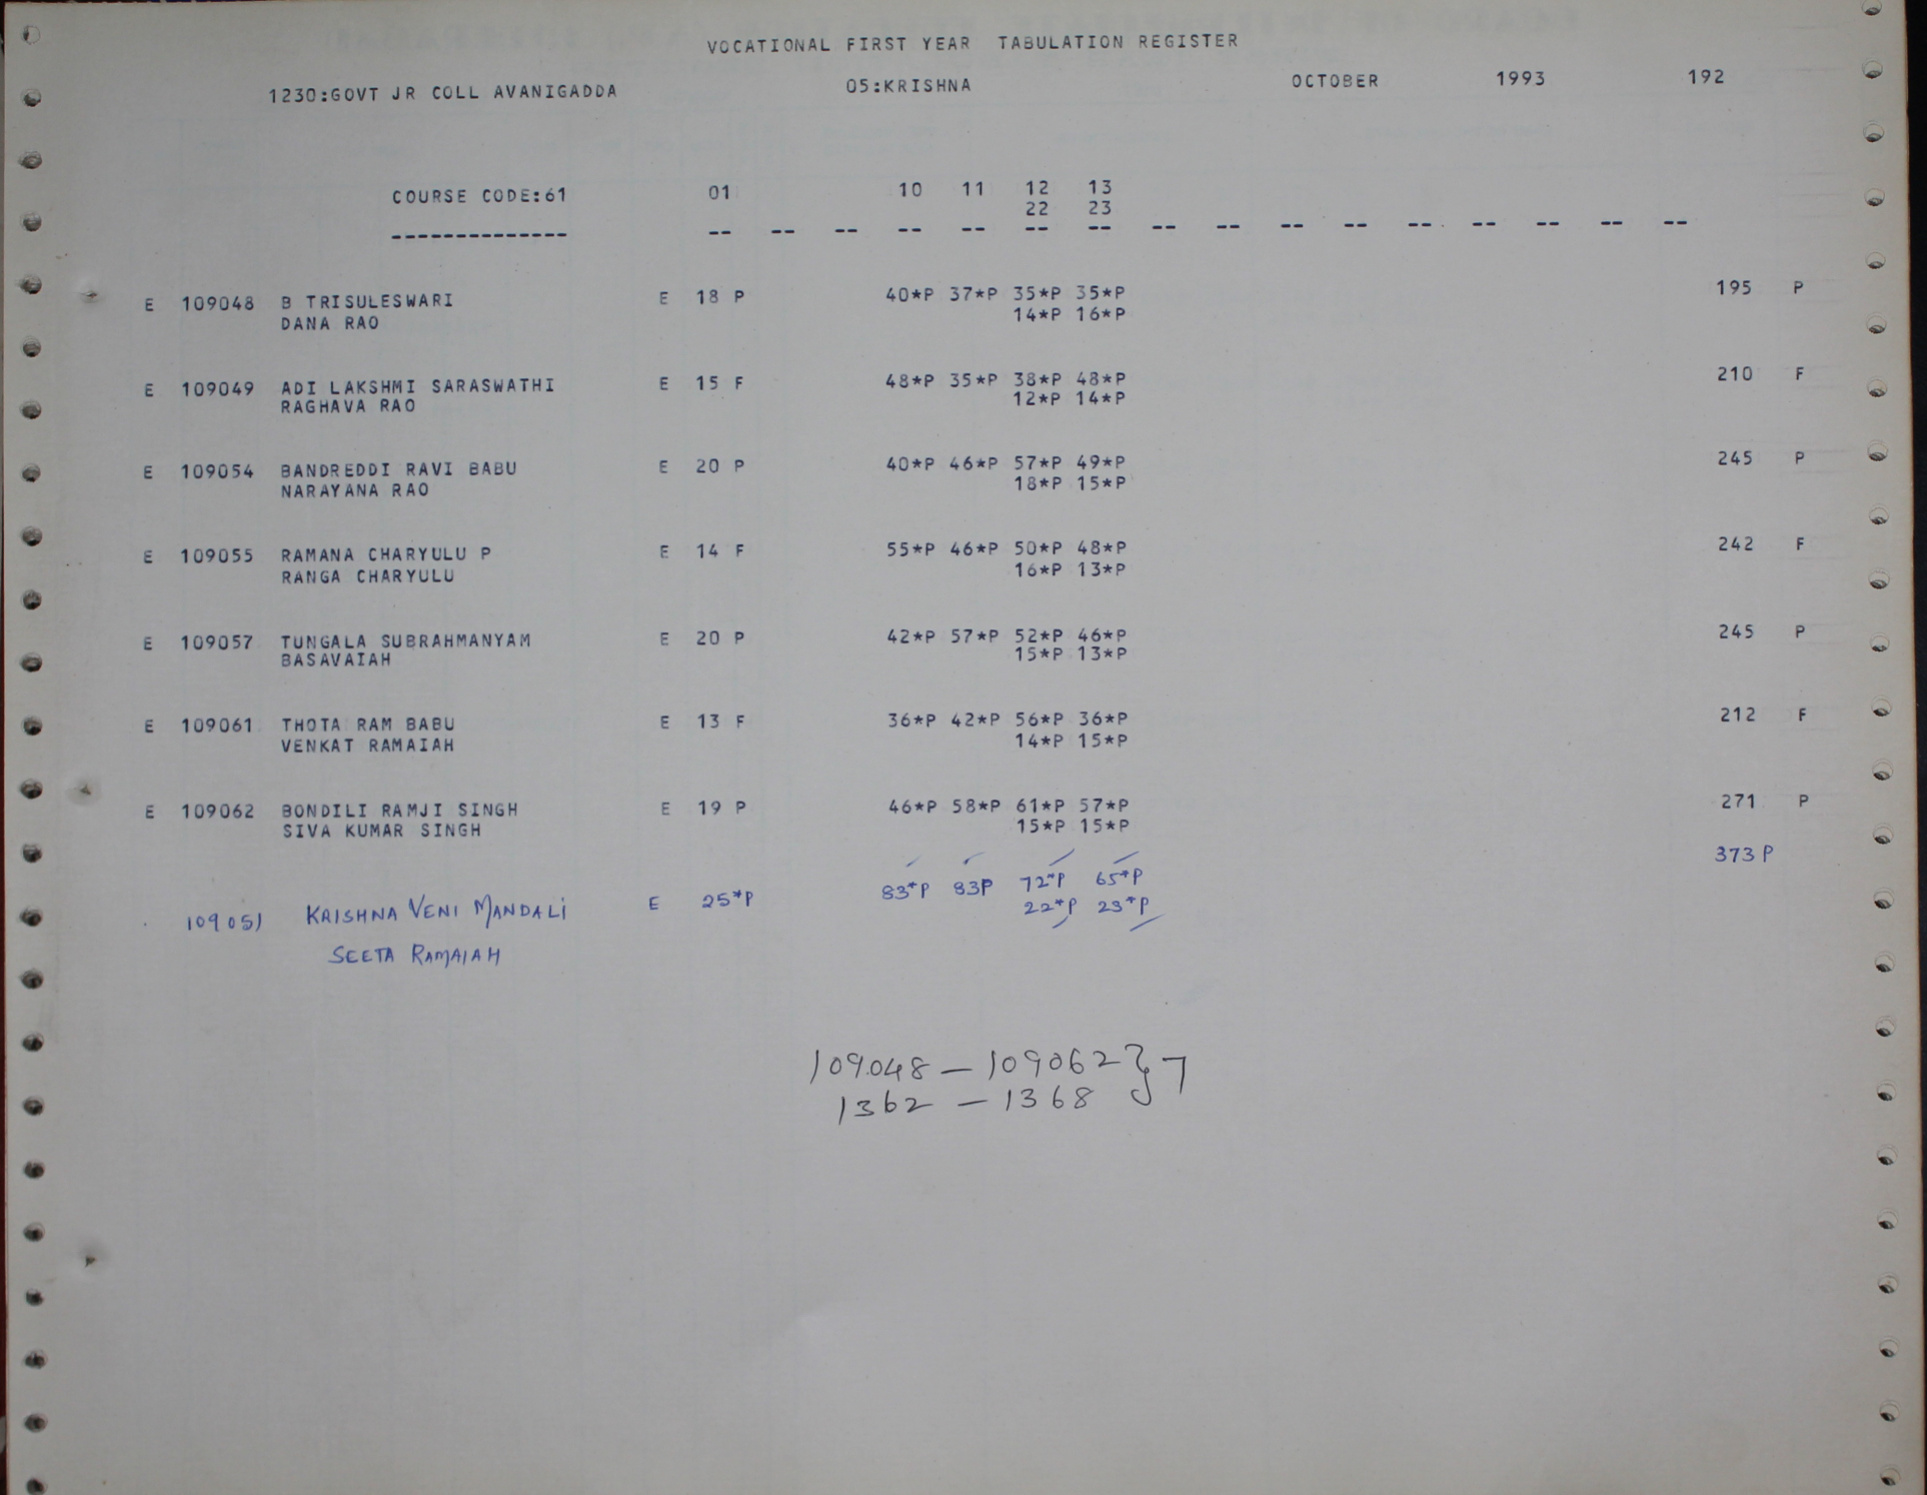 VOCATIONAL FIRST YEAR TABULATION REGISTER
1230:GOVT JR COLL AVANIGADDA 05:KRISHNA OCTOBER 1993 192
COURSE CODE:61 01 10 11 12 13
22 23
-------------- -- -- -- -- -- -- -- -- -- -- -- -- -- -- -- --
E 109048 B TRISULESWARI E 18 P 40*P 37*P 35*P 35*P 195 P
DANA RAO 14*P 16*P
E 109049 ADI LAKSHMI SARASWATHI E 15 F 48*P 35*P 38*P 48*P 210 F
RAGHAVA RAO 12*P 14*P
E 109054 BANDREDDI RAVI BABU E 20 P 40*P 46*P 57*P 49*P 245 P
NARAYANA RAO 18*P 15*P
E 109055 RAMANA CHARYULU P E 14 F 55*P 46*P 50*P 48*P 242 F
RANGA CHARYULU 16*P 13*P
E 109057 TUNGALA SUBRAHMANYAM E 20 P 42*P 57*P 52*P 46*P 245 P
BASAVAIAH 15*P 13*P
E 109061 THOTA RAM BABU E 13 F 36*P 42*P 56*P 36*P 212 F
VENKAT RAMAIAH 14*P 15*P
E 109062 BONDILI RAMJI SINGH E 19 P 46*P 58*P 61*P 57*P 271 P
SIVA KUMAR SINGH 15*P 15*P
109051 KRISHNA VENI MANDALI E 25*P 83*P 83P 72*P 65*P 373 P
SEETA RAMAIAH 22*P 23*P
109048 – 109062 } 7
1362 – 1368